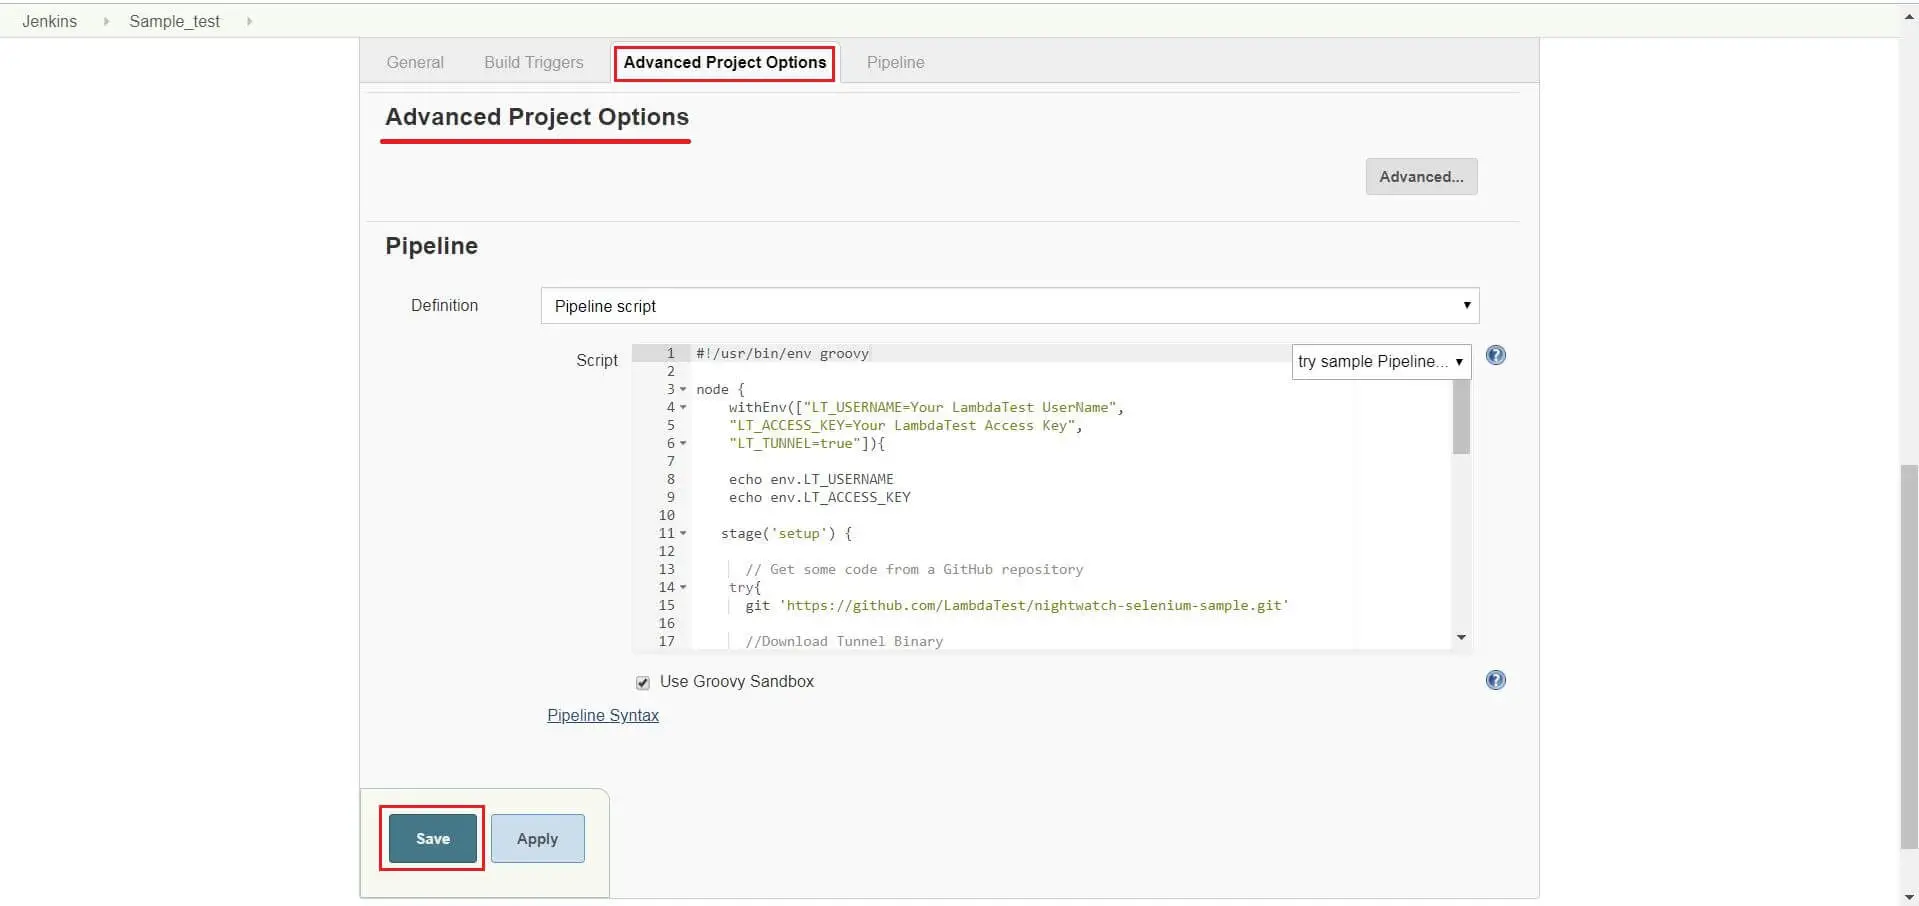 Jenkins Sample_test
General Build Triggers Advanced Project Options Pipeline
Advanced Project Options
Advanced...
Pipeline
Definition Pipeline script
Script
try sample Pipeline...
1 #!/usr/bin/env groovy
2
3 node {
4 withEnv(["LT_USERNAME=Your LambdaTest UserName",
5 "LT_ACCESS_KEY=Your LambdaTest Access Key",
6 "LT_TUNNEL=true"]){
7
8 echo env.LT_USERNAME
9 echo env.LT_ACCESS_KEY
10
11 stage('setup') {
12
13 // Get some code from a GitHub repository
14 try{
15 git 'https://github.com/LambdaTest/nightwatch-selenium-sample.git'
16
17 //Download Tunnel Binary
Use Groovy Sandbox
Pipeline Syntax
Save Apply